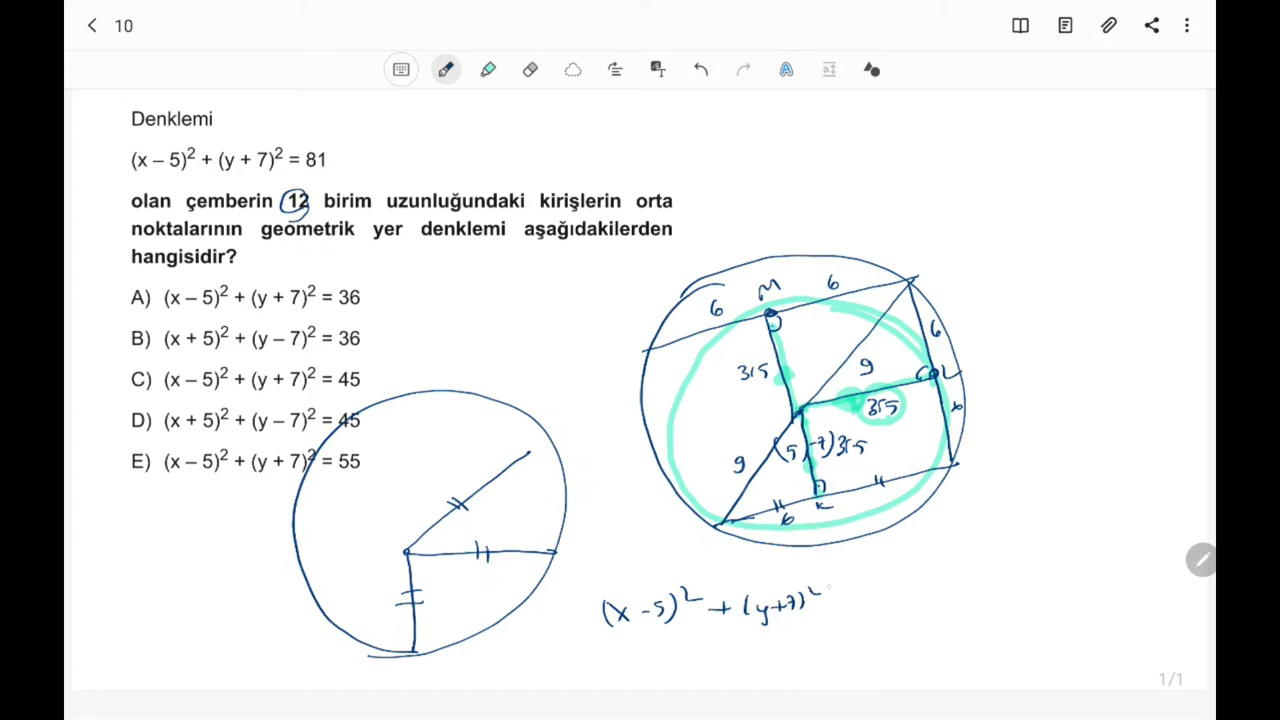 10
Denklemi
(x – 5)² + (y + 7)² = 81
olan çemberin 12 birim uzunluğundaki kirişlerin orta
noktalarının geometrik yer denklemi aşağıdakilerden
hangisidir?
A) (x – 5)² + (y + 7)² = 36
B) (x + 5)² + (y – 7)² = 36
C) (x – 5)² + (y + 7)² = 45
D) (x + 5)² + (y – 7)² = 45
E) (x – 5)² + (y + 7)² = 55
M
6
6
6
3√5
9
L
3√5
6
(5,-7)
3√5
9
K
6
(x - 5)² + (y+7)²
1/1